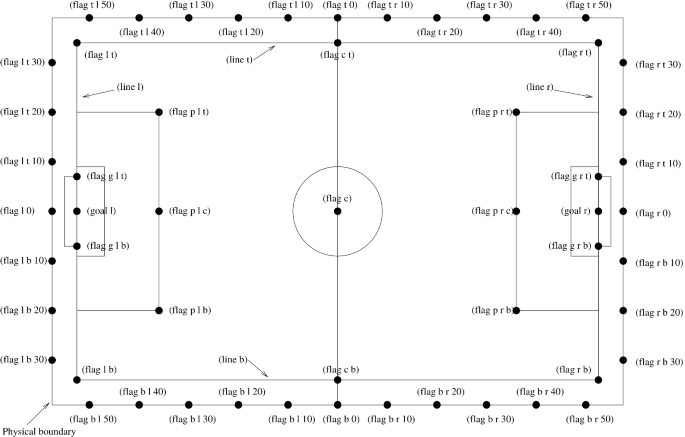 (flag t l 50) (flag t l 30) (flag t l 10) (flag t 0) (flag t r 10) (flag t r 30) (flag t r 50)
(flag t l 40) (flag t l 20) (flag t r 20) (flag t r 40)
(flag l t) (line t) (flag c t) (flag r t)
(flag l t 30) (flag r t 30)
(line l) (line r)
(flag l t 20) (flag p l t) (flag p r t) (flag r t 20)
(flag l t 10) (flag r t 10)
(flag g l t) (flag g r t)
(flag c)
(flag l 0) (goal l) (flag p l c) (flag p r c) (goal r) (flag r 0)
(flag g l b) (flag g r b)
(flag l b 10) (flag r b 10)
(flag l b 20) (flag p l b) (flag p r b) (flag r b 20)
(flag l b 30) (line b) (flag r b 30)
(flag l b) (flag c b) (flag r b)
(flag b l 40) (flag b l 20) (flag b r 20) (flag b r 40)
(flag b l 50) (flag b l 30) (flag b l 10) (flag b 0) (flag b r 10) (flag b r 30) (flag b r 50)
Physical boundary